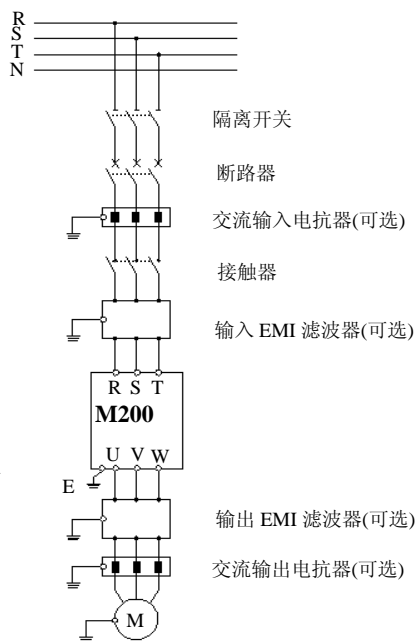 R
S
T
N
隔离开关
断路器
交流输入电抗器(可选)
接触器
输入 EMI 滤波器(可选)
R S T
M200
U V W
E
输出 EMI 滤波器(可选)
交流输出电抗器(可选)
M